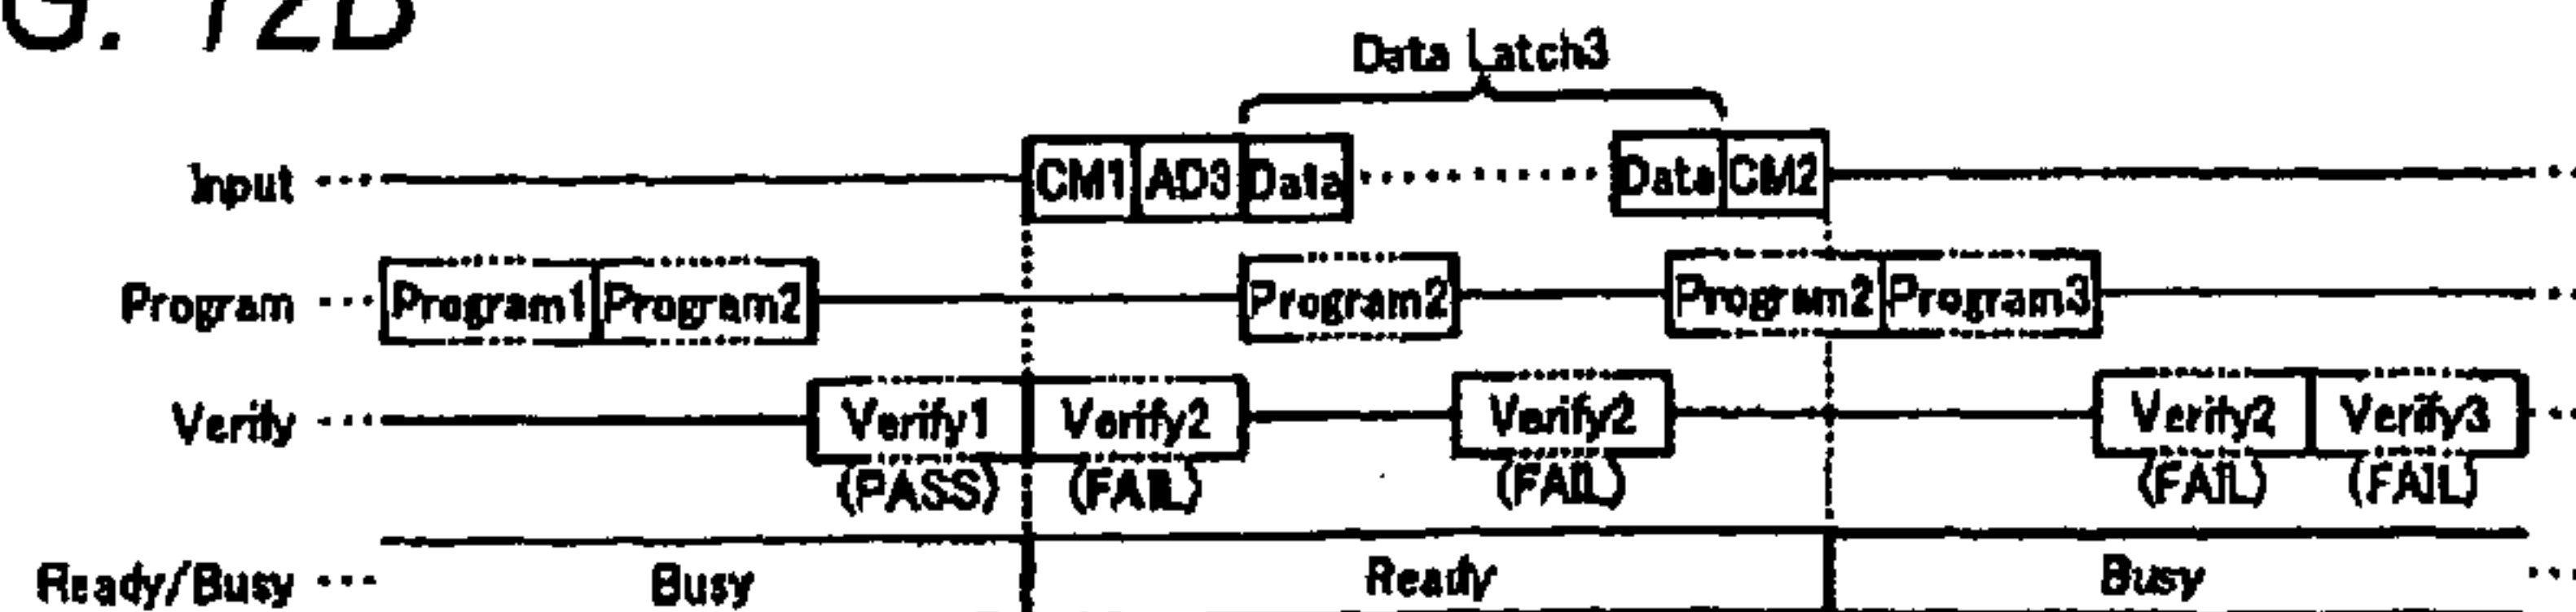 G. 12B
Data Latch3
Input ··· CM1 AD3 Data ··········· Data CM2 ···
Program ··· Program1 Program2 Program2 Program2 Program3 ···
Verify ··· Verify1 Verify2 Verify2 Verify2 Verify3 ···
(PASS) (FAIL) (FAIL) (FAIL) (FAIL)
Ready/Busy ··· Busy Ready Busy ···